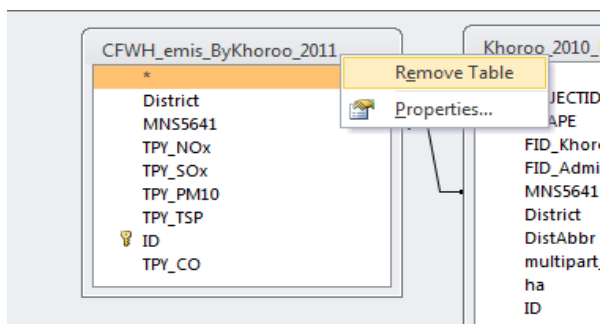 CFWH_emis_ByKhoroo_2011
*
District
MNS5641
TPY_NOx
TPY_SOx
TPY_PM10
TPY_TSP
ID
TPY_CO
Remove Table
Properties...
Khoroo_2010_
JECTID
APE
FID_Khoro
FID_Admi
MNS5641
District
DistAbbr
multipart_
ha
ID